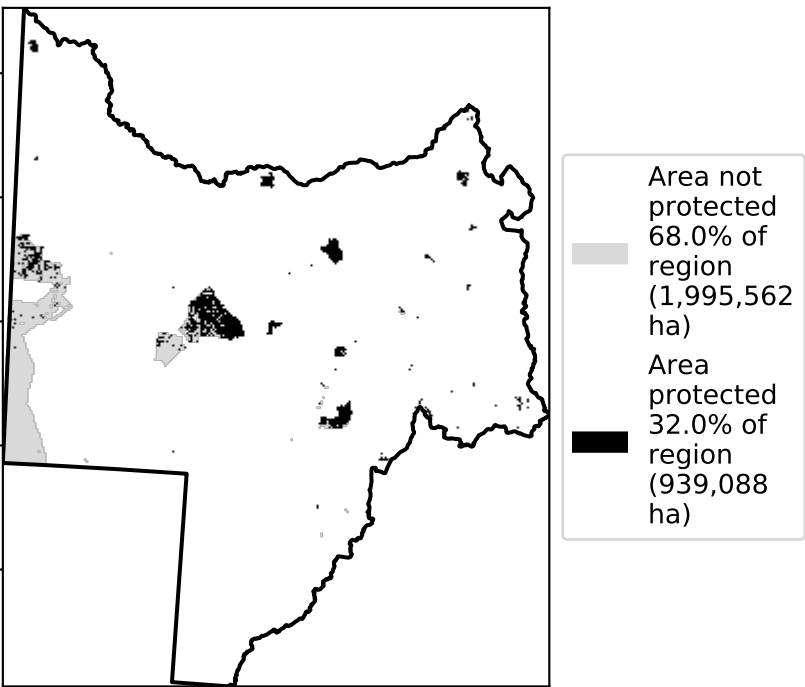 Area not
protected
68.0% of
region
(1,995,562
ha)
Area
protected
32.0% of
region
(939,088
ha)